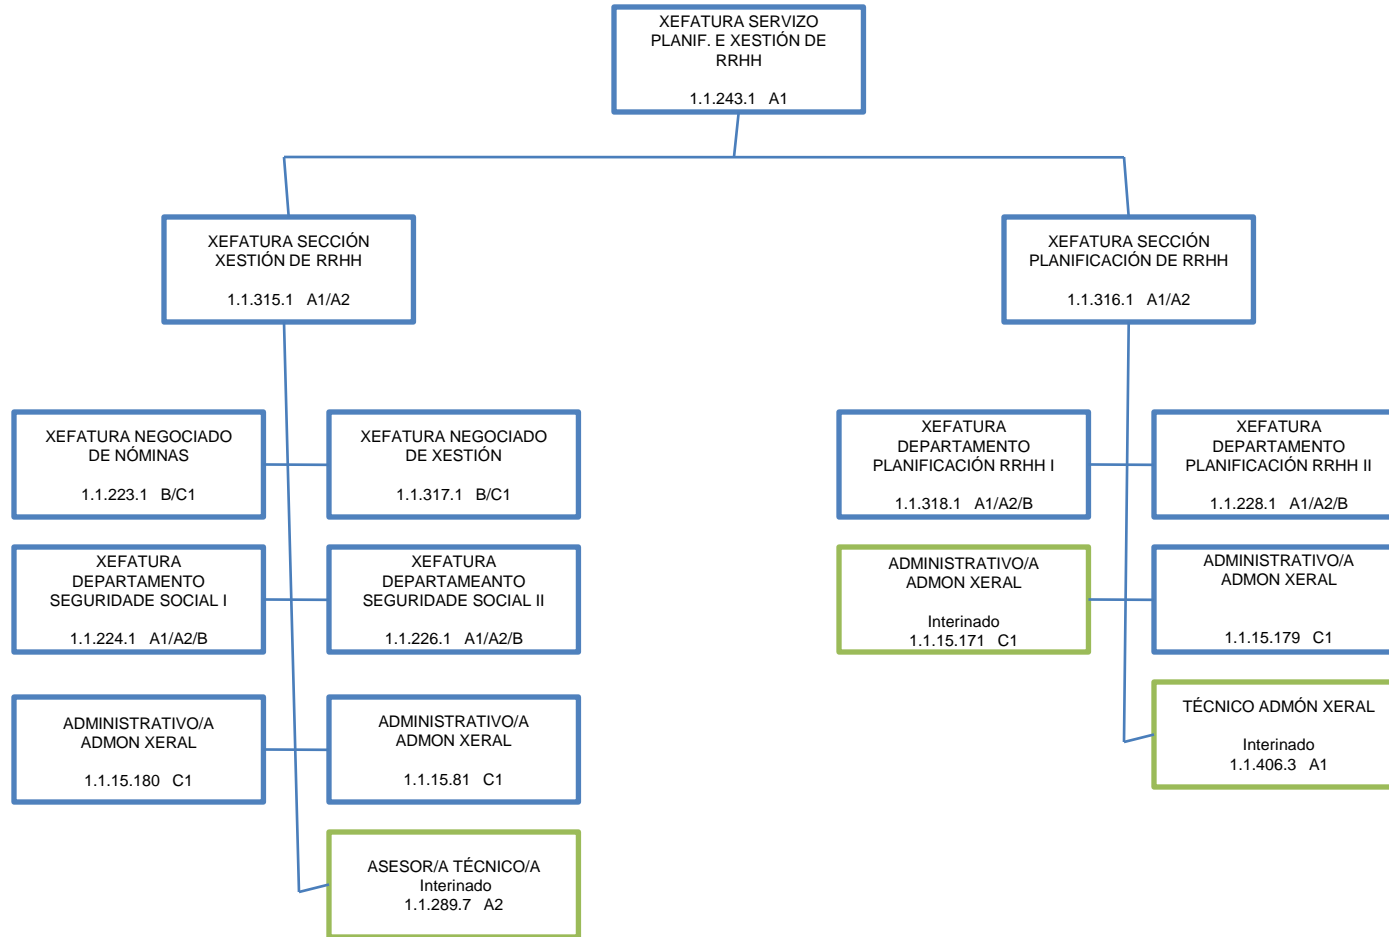 XEFATURA SERVIZO
PLANIF. E XESTIÓN DE
RRHH
1.1.243.1 A1
XEFATURA SECCIÓN
XESTIÓN DE RRHH
1.1.315.1 A1/A2
XEFATURA SECCIÓN
PLANIFICACIÓN DE RRHH
1.1.316.1 A1/A2
XEFATURA NEGOCIADO
DE NÓMINAS
1.1.223.1 B/C1
XEFATURA NEGOCIADO
DE XESTIÓN
1.1.317.1 B/C1
XEFATURA
DEPARTAMENTO
PLANIFICACIÓN RRHH I
1.1.318.1 A1/A2/B
XEFATURA
DEPARTAMENTO
PLANIFICACIÓN RRHH II
1.1.228.1 A1/A2/B
XEFATURA
DEPARTAMENTO
SEGURIDADE SOCIAL I
1.1.224.1 A1/A2/B
XEFATURA
DEPARTAMEANTO
SEGURIDADE SOCIAL II
1.1.226.1 A1/A2/B
ADMINISTRATIVO/A
ADMON XERAL
Interinado
1.1.15.171 C1
ADMINISTRATIVO/A
ADMON XERAL
1.1.15.179 C1
ADMINISTRATIVO/A
ADMON XERAL
1.1.15.180 C1
ADMINISTRATIVO/A
ADMON XERAL
1.1.15.81 C1
TÉCNICO ADMÓN XERAL
Interinado
1.1.406.3 A1
ASESOR/A TÉCNICO/A
Interinado
1.1.289.7 A2